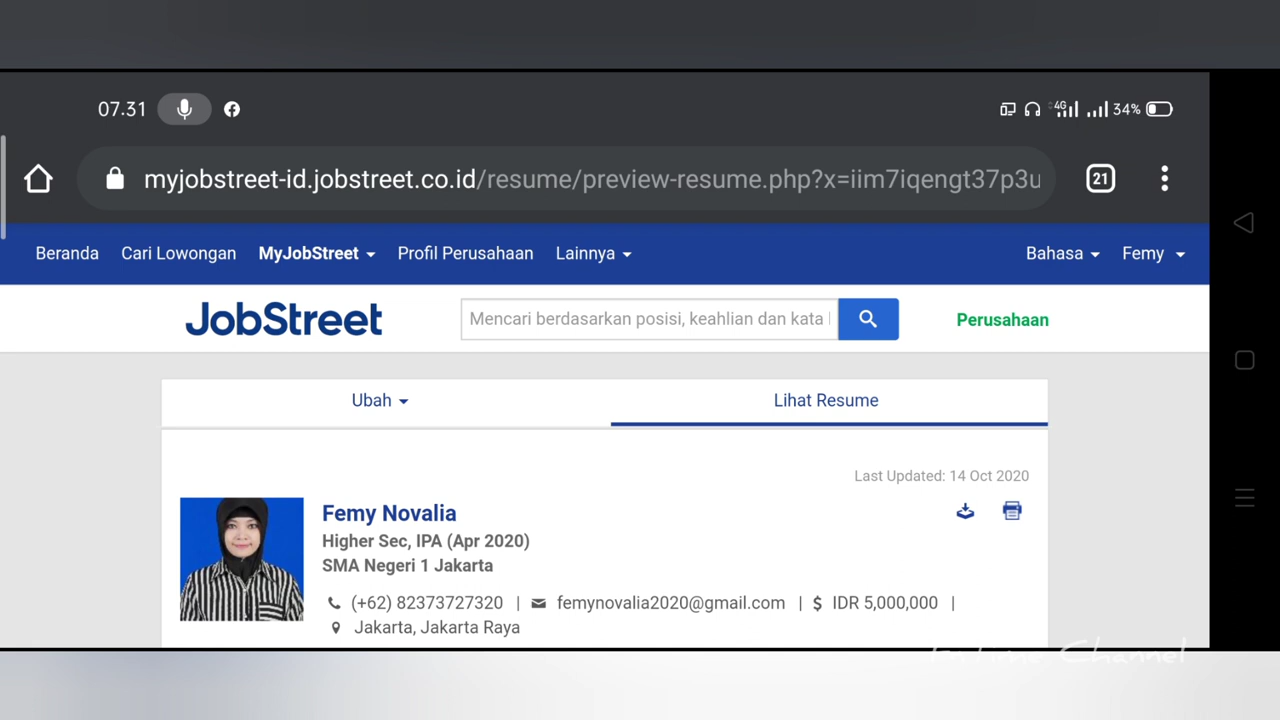 07.31 4G 34%
myjobstreet-id.jobstreet.co.id/resume/preview-resume.php?x=iim7iqengt37p3u 21
Beranda Cari Lowongan MyJobStreet Profil Perusahaan Lainnya Bahasa Femy
JobStreet Mencari berdasarkan posisi, keahlian dan kata Perusahaan
Ubah Lihat Resume
Last Updated: 14 Oct 2020
Femy Novalia
Higher Sec, IPA (Apr 2020)
SMA Negeri 1 Jakarta
(+62) 82373727320 | femynovalia2020@gmail.com | $ IDR 5,000,000 |
Jakarta, Jakarta Raya
Channel